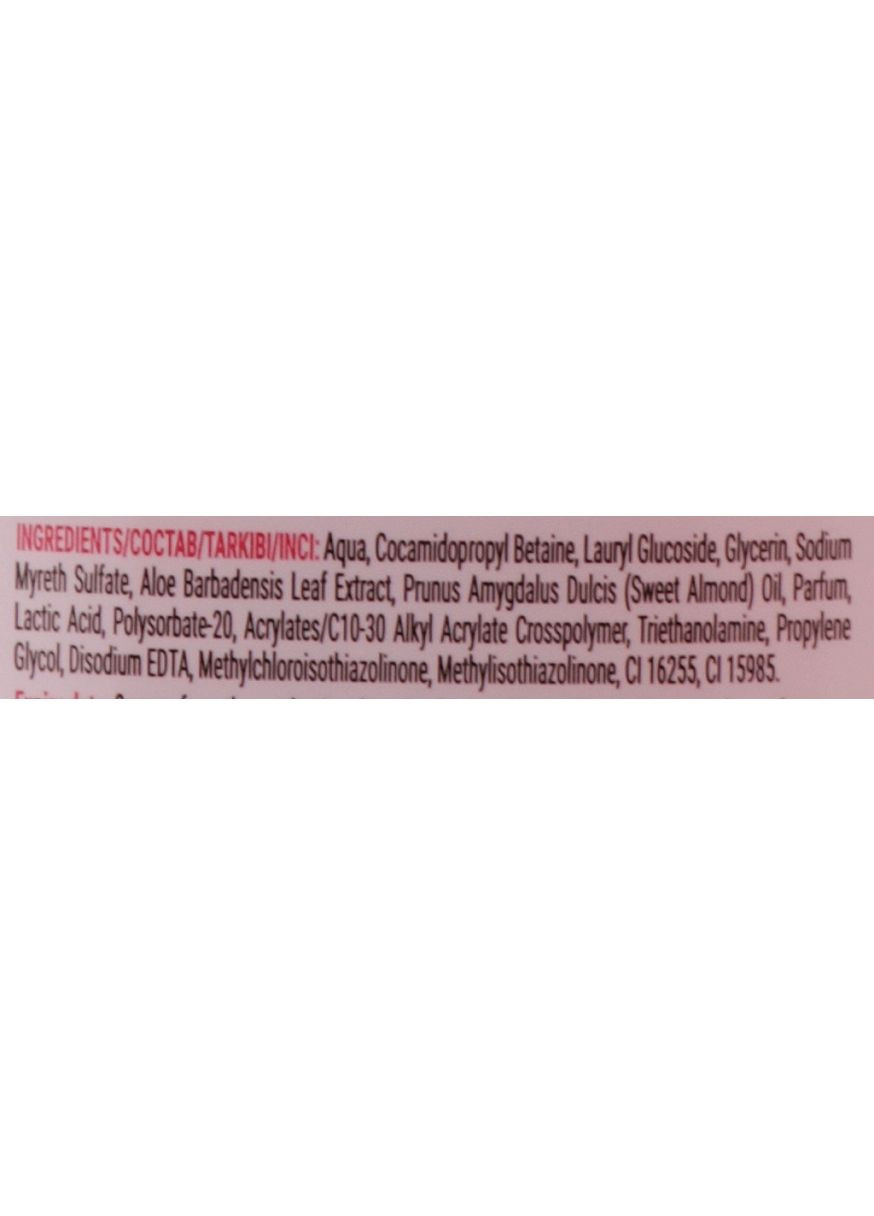 INGREDIENTS/СОСТАВ/TARKIBI/INCI: Aqua, Cocamidopropyl Betaine, Lauryl Glucoside, Glycerin, Sodium
Myreth Sulfate, Aloe Barbadensis Leaf Extract, Prunus Amygdalus Dulcis (Sweet Almond) Oil, Parfum,
Lactic Acid, Polysorbate-20, Acrylates/C10-30 Alkyl Acrylate Crosspolymer, Triethanolamine, Propylene
Glycol, Disodium EDTA, Methylchloroisothiazolinone, Methylisothiazolinone, CI 16255, CI 15985.